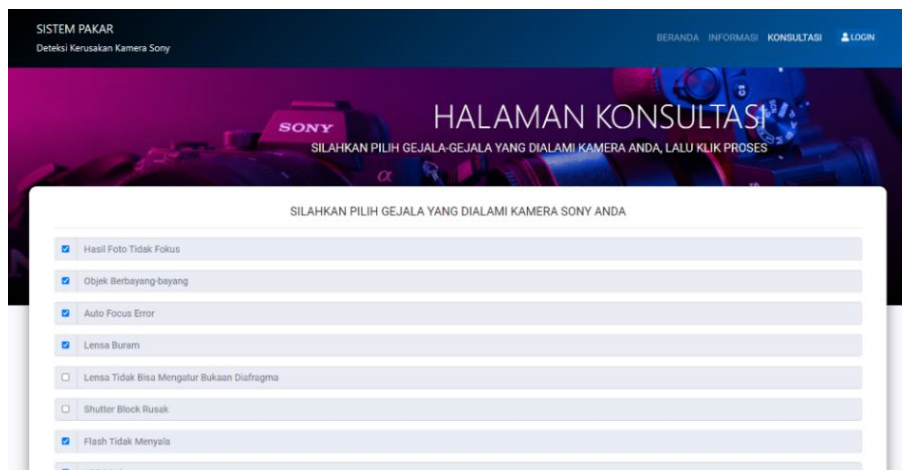 SISTEM PAKAR
Deteksi Kerusakan Kamera Sony
BERANDA INFORMASI KONSULTASI LOGIN
HALAMAN KONSULTASI
SONY
SILAHKAN PILIH GEJALA-GEJALA YANG DIALAMI KAMERA ANDA, LALU KLIK PROSES
α
SILAHKAN PILIH GEJALA YANG DIALAMI KAMERA SONY ANDA
Hasil Foto Tidak Fokus
Objek Berbayang-bayang
Auto Focus Error
Lensa Buram
Lensa Tidak Bisa Mengatur Bukaan Diafragma
Shutter Block Rusak
Flash Tidak Menyala